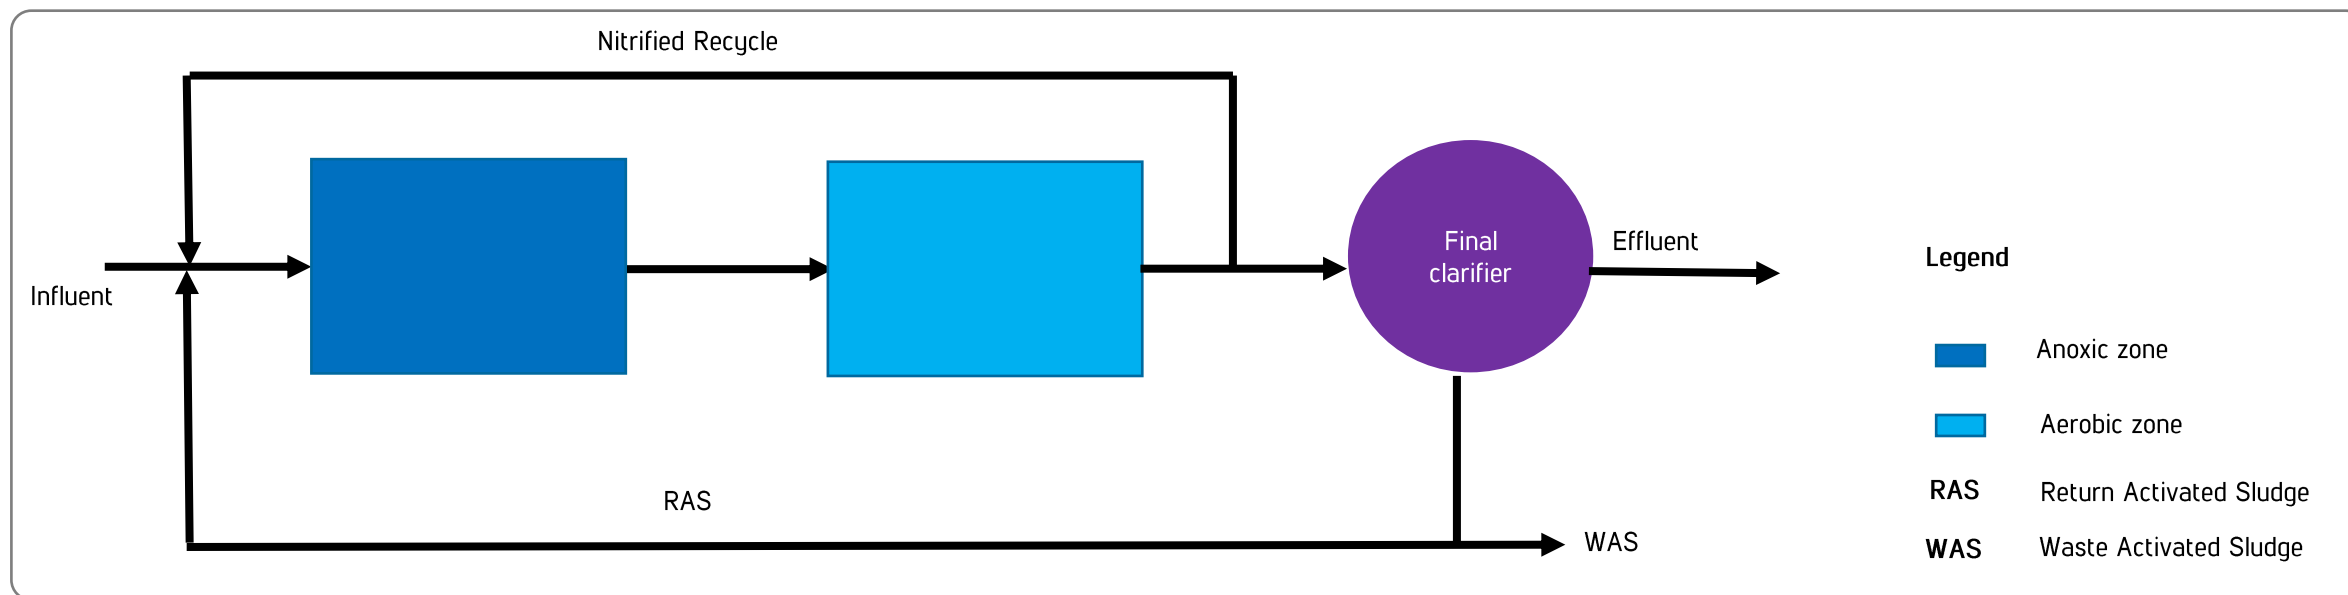 Nitrified Recycle
Influent
Final
clarifier
Effluent
RAS
WAS
Legend
Anoxic zone
Aerobic zone
RAS Return Activated Sludge
WAS Waste Activated Sludge